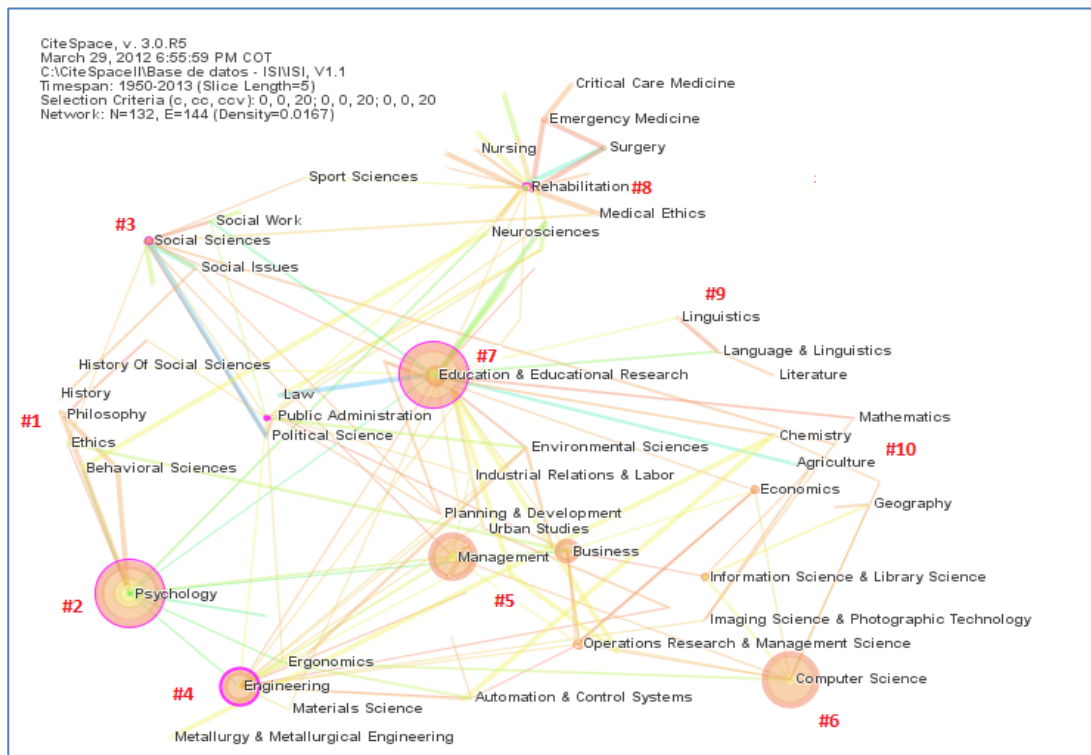 CiteSpace, v. 3.0.R5
March 29, 2012 6:55:59 PM COT
C:\CiteSpaceII\Base de datos - ISI\ISI, V1.1
Timespan: 1950-2013 (Slice Length=5)
Selection Criteria (c, cc, ccv): 0, 0, 20; 0, 0, 20; 0, 0, 20
Network: N=132, E=144 (Density=0.0167)
Critical Care Medicine
Emergency Medicine
Nursing
Surgery
Sport Sciences
Rehabilitation #8
Medical Ethics
#3
Social Work
Neurosciences
Social Sciences
Social Issues
#9
Linguistics
#7
Language & Linguistics
History Of Social Sciences
Education & Educational Research
Literature
History
Law
#1
Philosophy
Public Administration
Mathematics
Political Science
Chemistry
Ethics
Environmental Sciences
#10
Behavioral Sciences
Agriculture
Industrial Relations & Labor
Economics
Geography
Planning & Development
Urban Studies
Management
Business
Information Science & Library Science
#2
Psychology
#5
Imaging Science & Photographic Technology
Operations Research & Management Science
Ergonomics
Computer Science
#4
Engineering
Automation & Control Systems
Materials Science
#6
Metallurgy & Metallurgical Engineering